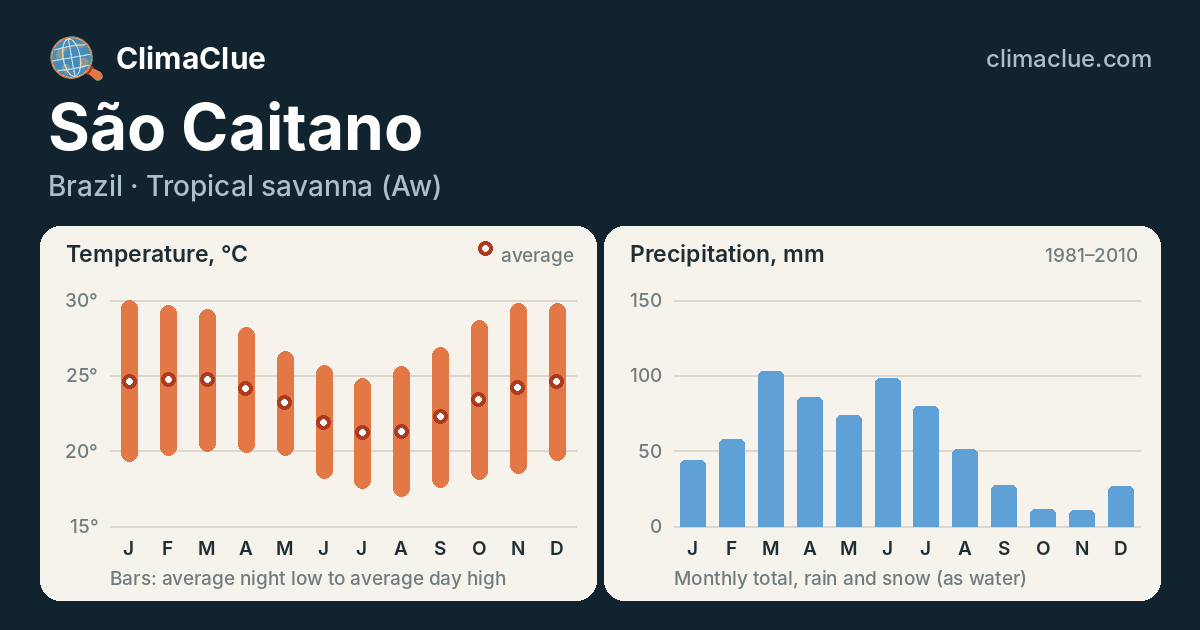 ClimaClue
climaclue.com
São Caitano
Brazil · Tropical savanna (Aw)
Temperature, °C
average
30°
25°
20°
15°
J F M A M J J A S O N D
Bars: average night low to average day high
Precipitation, mm
1981–2010
150
100
50
0
J F M A M J J A S O N D
Monthly total, rain and snow (as water)